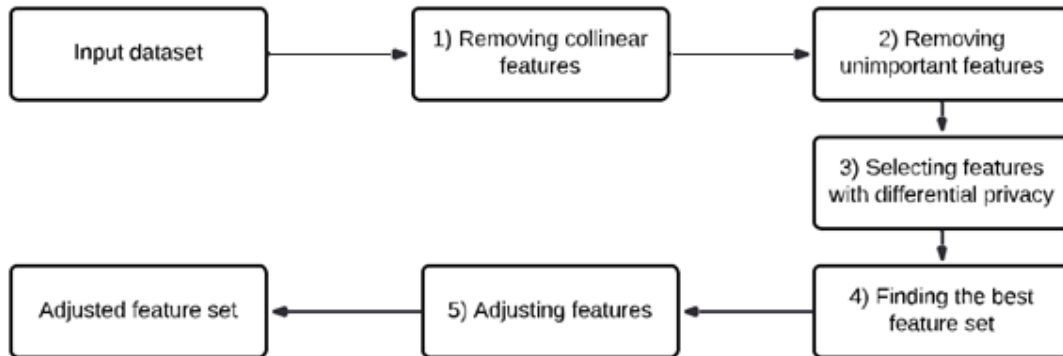 Input dataset
1) Removing collinear
features
2) Removing
unimportant features
3) Selecting features
with differential privacy
4) Finding the best
feature set
5) Adjusting features
Adjusted feature set